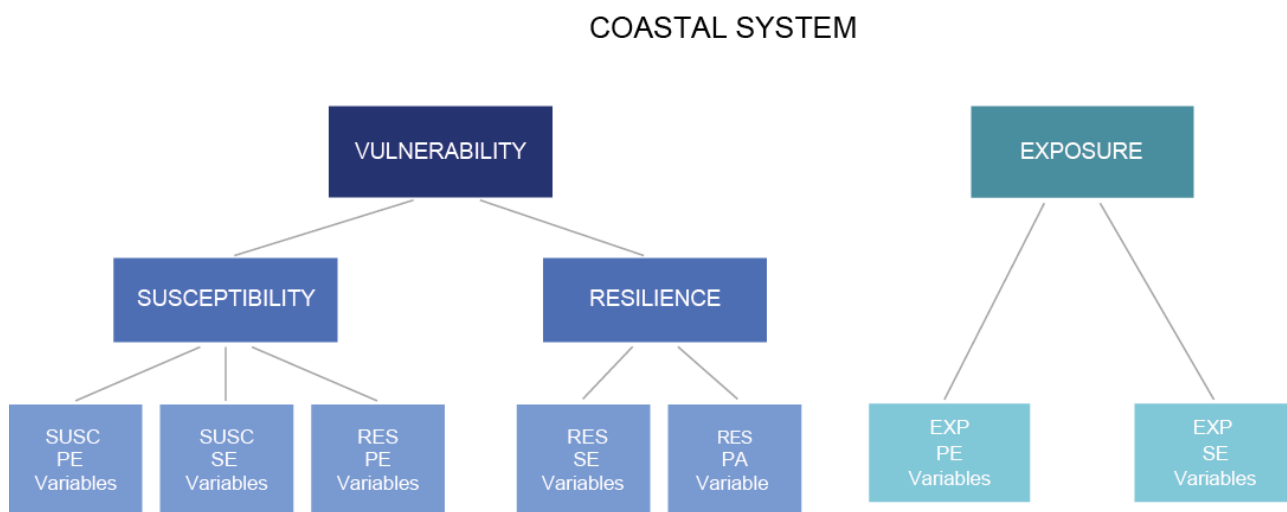 COASTAL SYSTEM
VULNERABILITY
EXPOSURE
SUSCEPTIBILITY
RESILIENCE
SUSC
PE
Variables
SUSC
SE
Variables
RES
PE
Variables
RES
SE
Variables
RES
PA
Variable
EXP
PE
Variables
EXP
SE
Variables